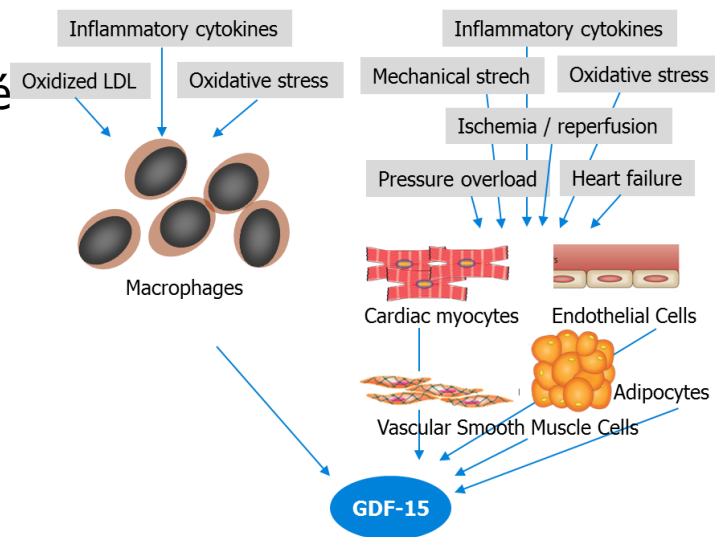 Inflammatory cytokines
Oxidized LDL
Oxidative stress
é
Macrophages
Inflammatory cytokines
Mechanical strech
Oxidative stress
Ischemia / reperfusion
Pressure overload
Heart failure
Cardiac myocytes
Endothelial Cells
Adipocytes
Vascular Smooth Muscle Cells
GDF-15